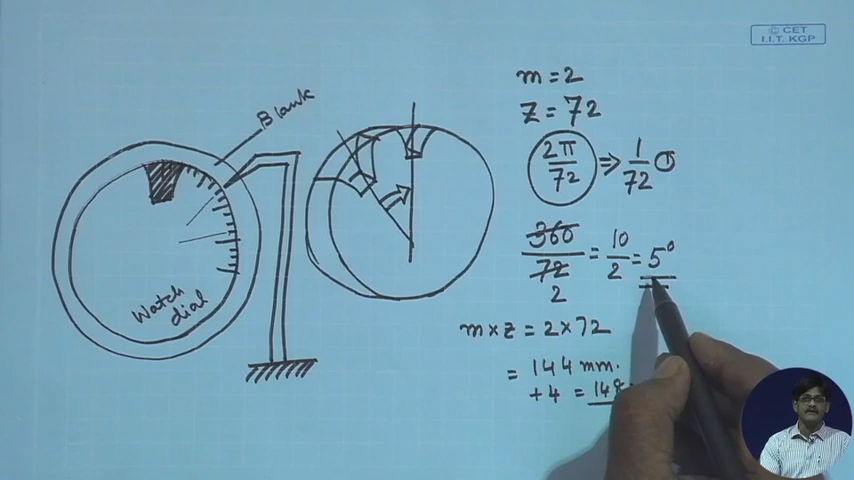 © CET
I.I.T. KGP
Blank
Watch
dial
m = 2
Z = 72
2π/72 ⇒ 1/72
360/72 = 10/2 = 5°
2
m × z = 2 × 72
= 144 mm.
+ 4 =